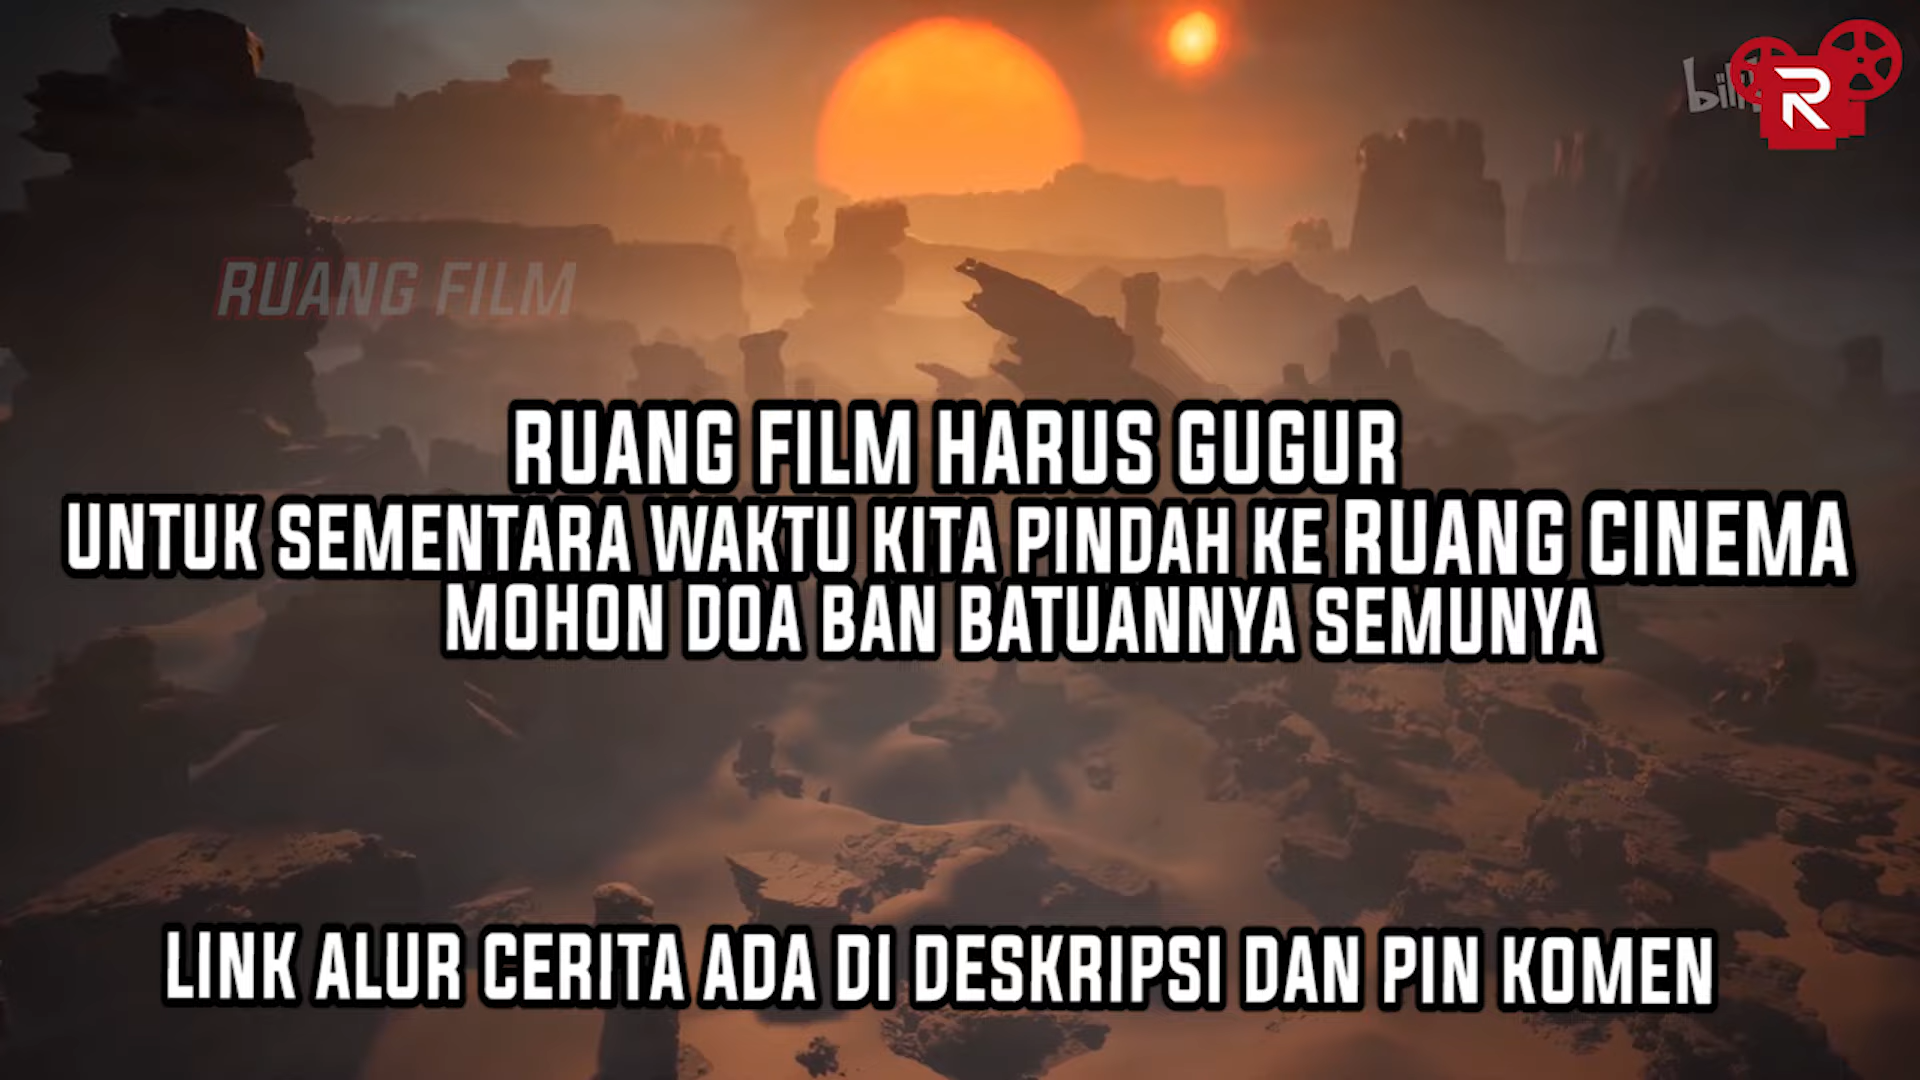 RUANG FILM
RUANG FILM HARUS GUGUR
UNTUK SEMENTARA WAKTU KITA PINDAH KE RUANG CINEMA
MOHON DOA BAN BATUANNYA SEMUNYA
LINK ALUR CERITA ADA DI DESKRIPSI DAN PIN KOMEN